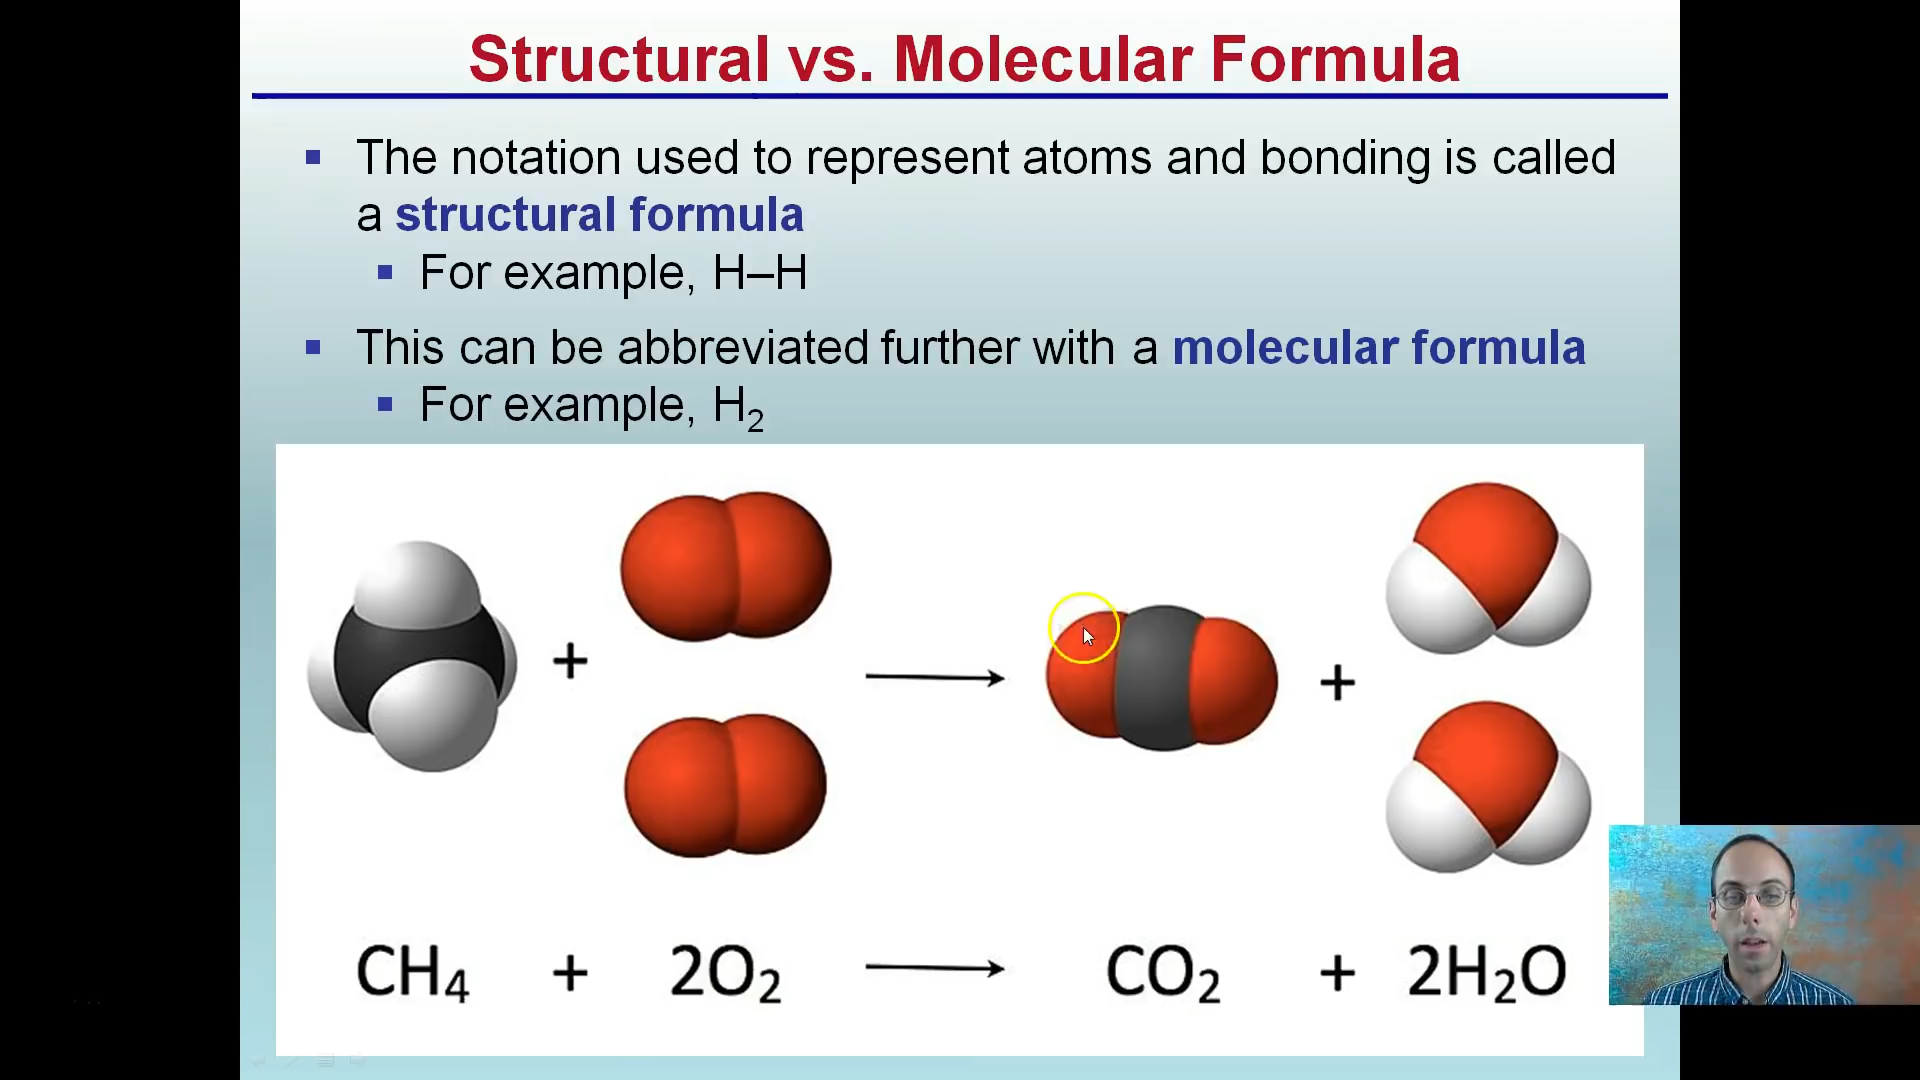 Structural vs. Molecular Formula
▪ The notation used to represent atoms and bonding is called
a structural formula
▪ For example, H–H
▪ This can be abbreviated further with a molecular formula
▪ For example, H₂
+ +
CH₄ + 2O₂ → CO₂ + 2H₂O